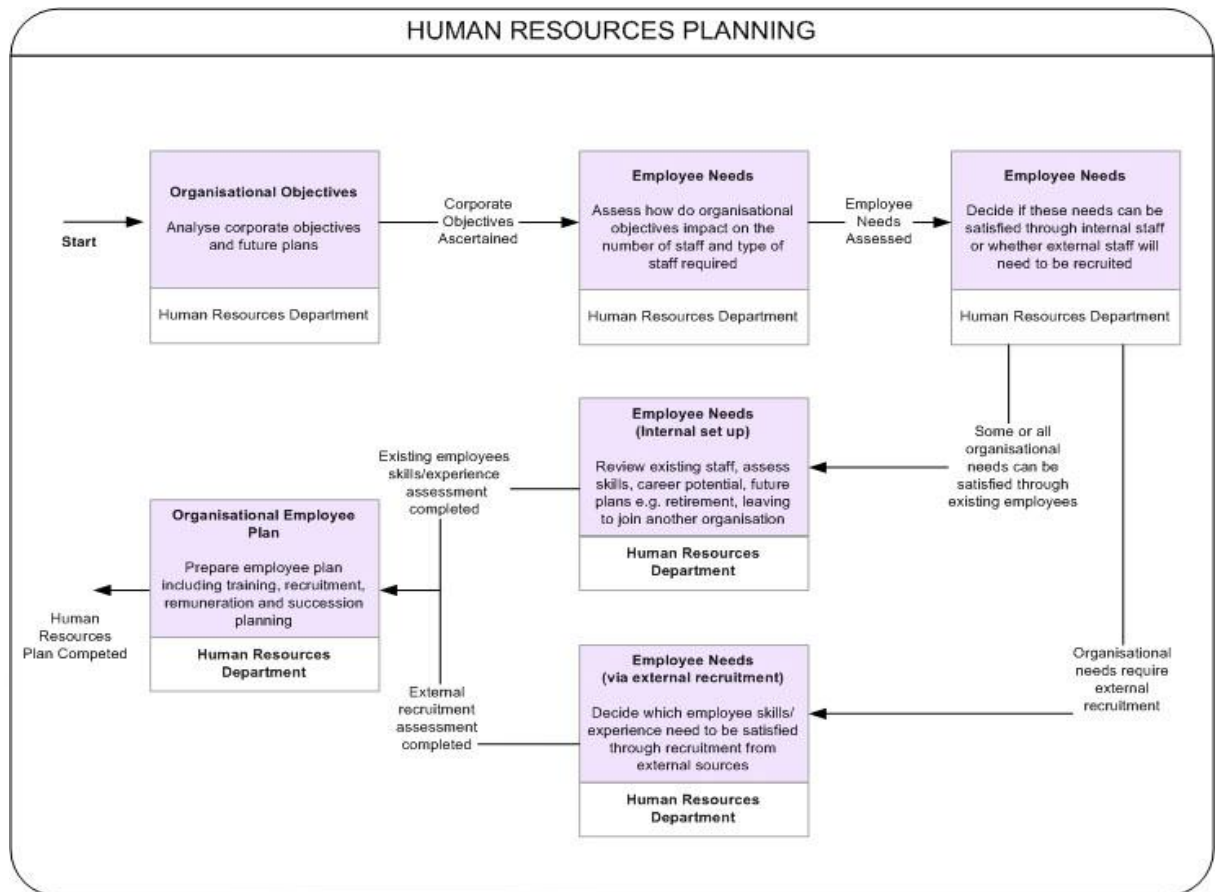 HUMAN RESOURCES PLANNING
Start
Organisational Objectives
Analyse corporate objectives
and future plans
Human Resources Department
Corporate
Objectives
Ascertained
Employee Needs
Assess how do organisational
objectives impact on the
number of staff and type of
staff required
Human Resources Department
Employee
Needs
Assessed
Employee Needs
Decide if these needs can be
satisfied through internal staff
or whether external staff will
need to be recruited
Human Resources Department
Some or all
organisational
needs can be
satisfied through
existing employees
Organisational
needs require
external
recruitment
Employee Needs
(Internal set up)
Review existing staff, assess
skills, career potential, future
plans e.g. retirement, leaving
to join another organisation
Human Resources
Department
Existing employees
skills/experience
assessment
completed
Employee Needs
(via external recruitment)
Decide which employee skills/
experience need to be satisfied
through recruitment from
external sources
Human Resources
Department
External
recruitment
assessment
completed
Organisational Employee
Plan
Prepare employee plan
including training, recruitment,
remuneration and succession
planning
Human Resources
Department
Human
Resources
Plan Competed